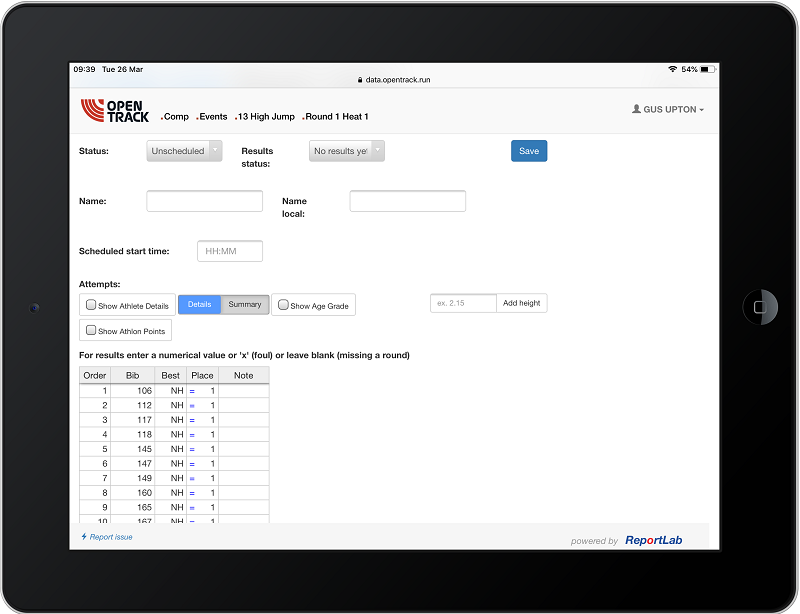 09:39 Tue 26 Mar
54%
data.opentrack.run
OPEN
TRACK
.Comp .Events .13 High Jump .Round 1 Heat 1
GUS UPTON
Status:
Unscheduled
Results
status:
No results ye
Save
Name:
Name
local:
Scheduled start time:
HH:MM
Attempts:
Show Athlete Details
Details
Summary
Show Age Grade
ex. 2.15
Add height
Show Athlon Points
For results enter a numerical value or 'x' (foul) or leave blank (missing a round)
Order Bib Best Place Note
1 106 NH = 1
2 112 NH = 1
3 117 NH = 1
4 118 NH = 1
5 145 NH = 1
6 147 NH = 1
7 149 NH = 1
8 160 NH = 1
9 165 NH = 1
10 167 NH = 1
Report issue
powered by ReportLab